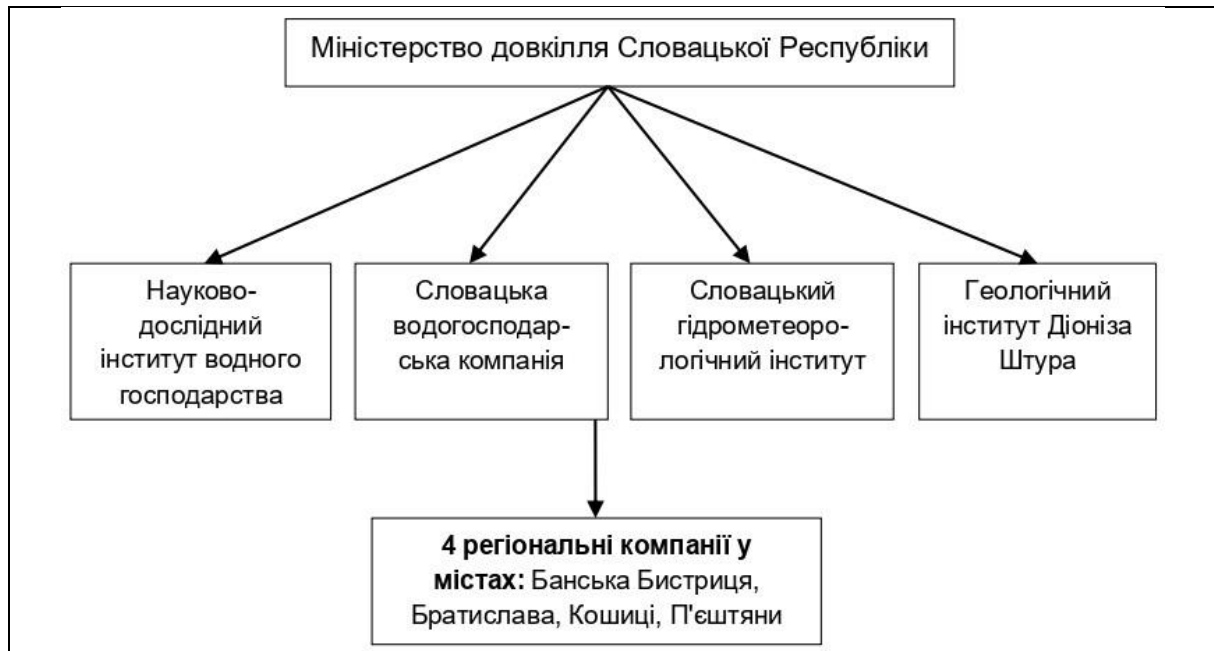 Міністерство довкілля Словацької Республіки
Науково-
дослідний
інститут водного
господарства
Словацька
водогосподар-
ська компанія
Словацький
гідрометеоро-
логічний інститут
Геологічний
інститут Діоніза
Штура
4 регіональні компанії у
містах: Банська Бистриця,
Братислава, Кошиці, П'єштяни